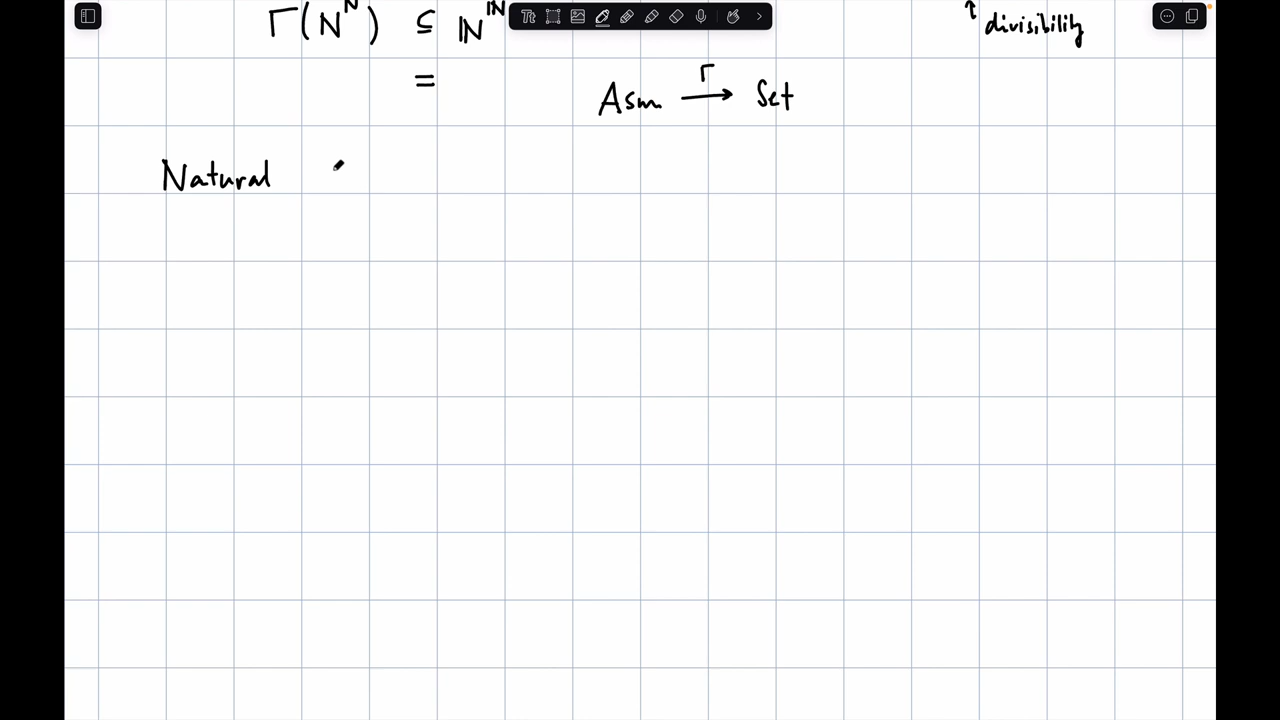 Γ(N^N) ⊆ ℕ^ℕ
↑
divisibility
=
Asm —Γ→ Set
Natural